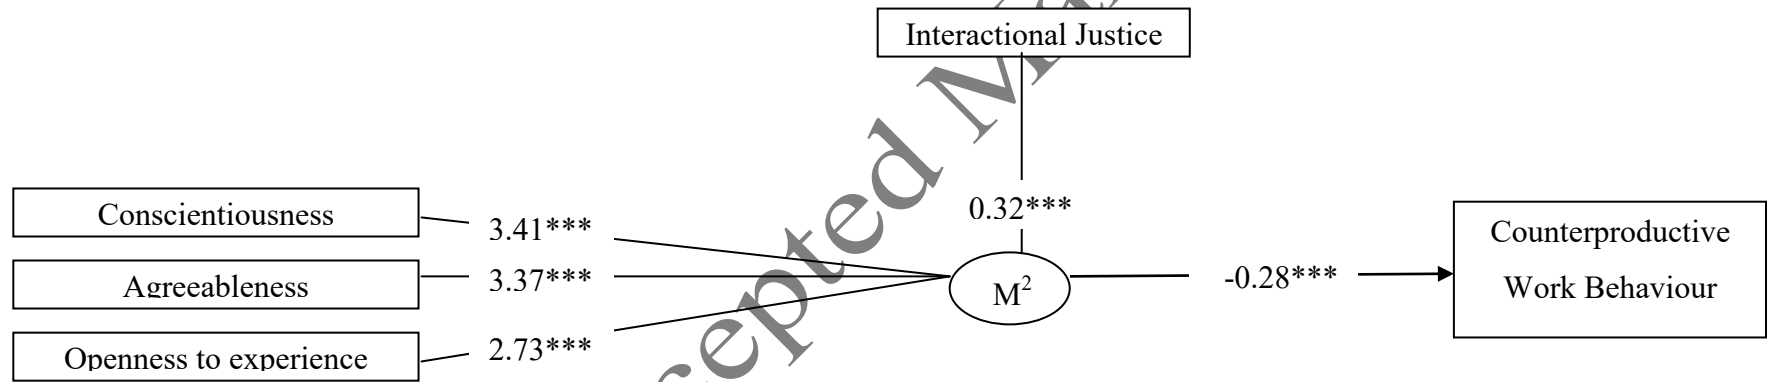 Interactional Justice
0.32***
Conscientiousness
3.41***
Agreeableness
3.37***
Openness to experience
2.73***
M²
-0.28***
Counterproductive
Work Behaviour
epted